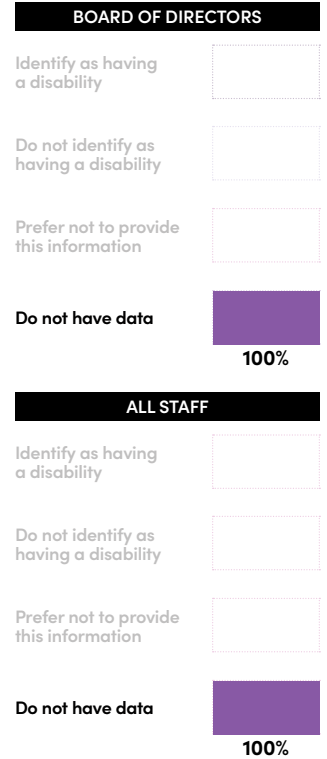 BOARD OF DIRECTORS
Identify as having
a disability
Do not identify as
having a disability
Prefer not to provide
this information
Do not have data
100%
ALL STAFF
Identify as having
a disability
Do not identify as
having a disability
Prefer not to provide
this information
Do not have data
100%